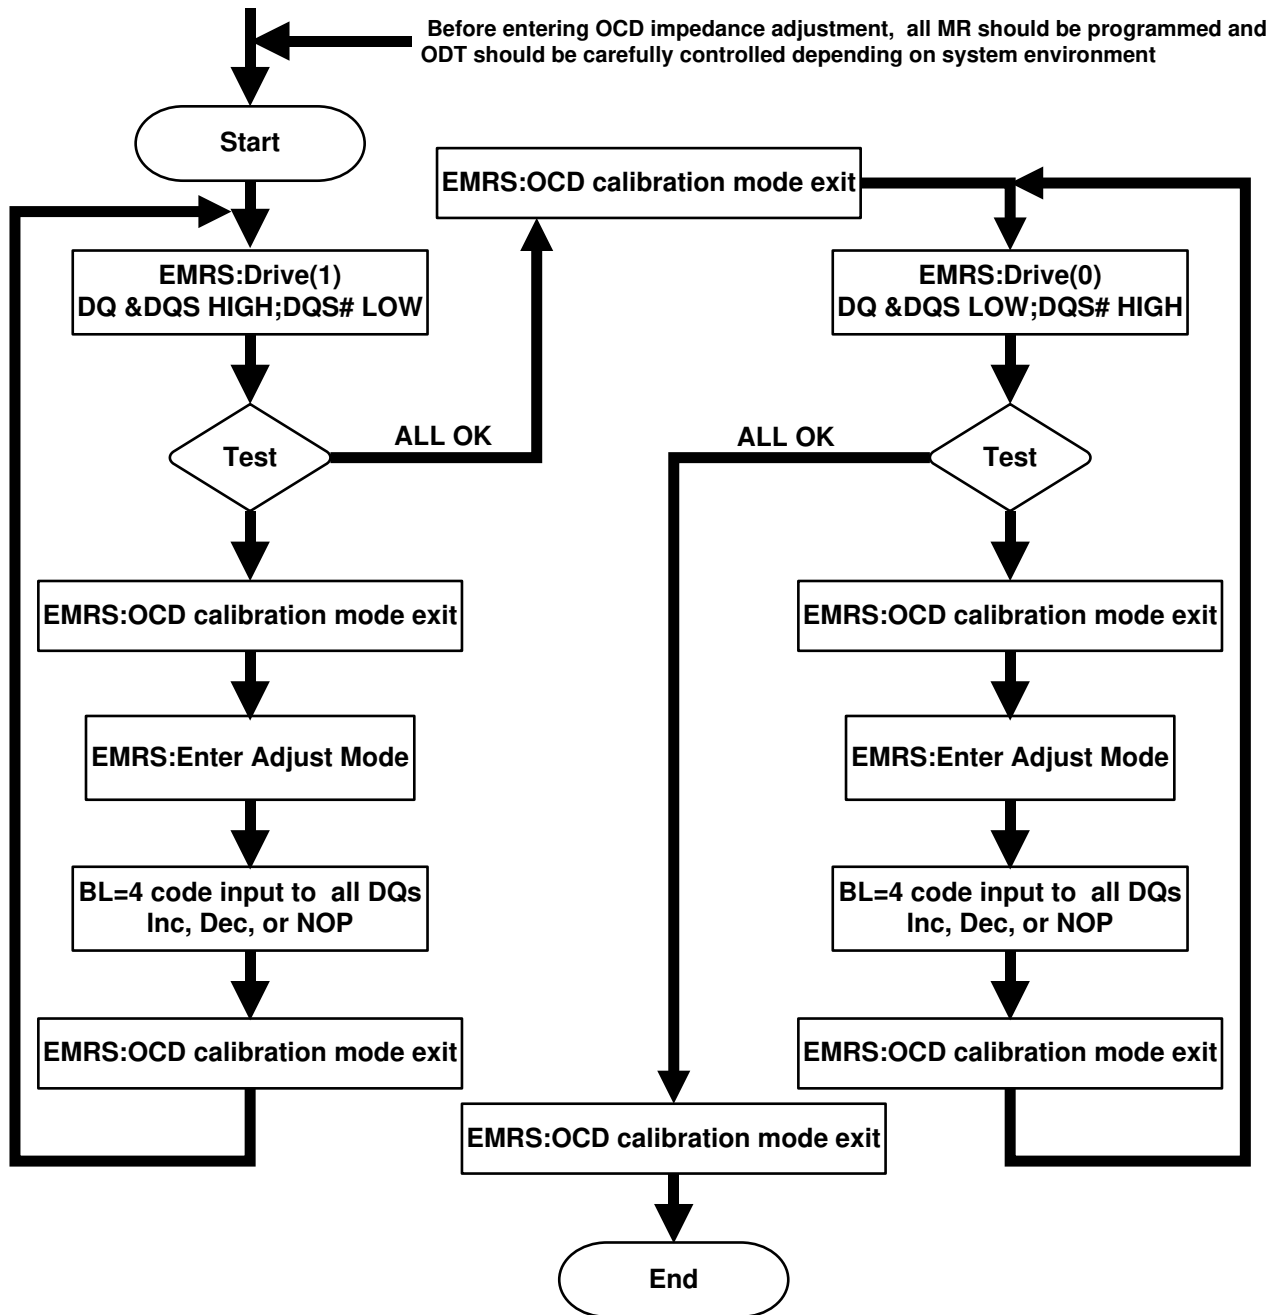 Before entering OCD impedance adjustment, all MR should be programmed and
ODT should be carefully controlled depending on system environment
Start
EMRS:OCD calibration mode exit
EMRS:Drive(1)
DQ &DQS HIGH;DQS# LOW
EMRS:Drive(0)
DQ &DQS LOW;DQS# HIGH
ALL OK
ALL OK
Test
Test
EMRS:OCD calibration mode exit
EMRS:OCD calibration mode exit
EMRS:Enter Adjust Mode
EMRS:Enter Adjust Mode
BL=4 code input to all DQs
Inc, Dec, or NOP
BL=4 code input to all DQs
Inc, Dec, or NOP
EMRS:OCD calibration mode exit
EMRS:OCD calibration mode exit
EMRS:OCD calibration mode exit
End